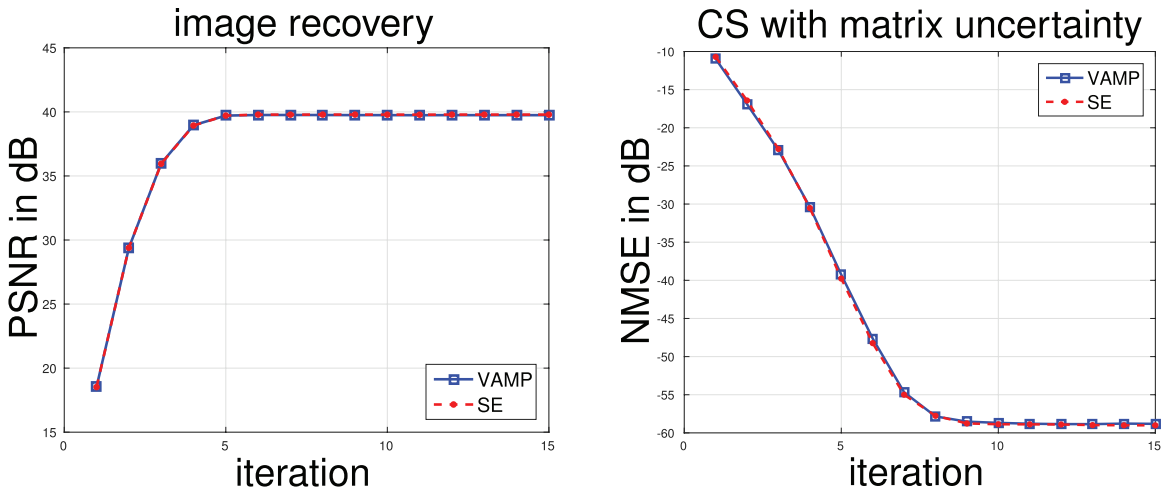 image recovery
PSNR in dB
45
40
35
30
25
20
15
0
5
10
15
iteration
VAMP
SE
CS with matrix uncertainty
NMSE in dB
-10
-15
-20
-25
-30
-35
-40
-45
-50
-55
-60
0
5
10
15
iteration
VAMP
SE